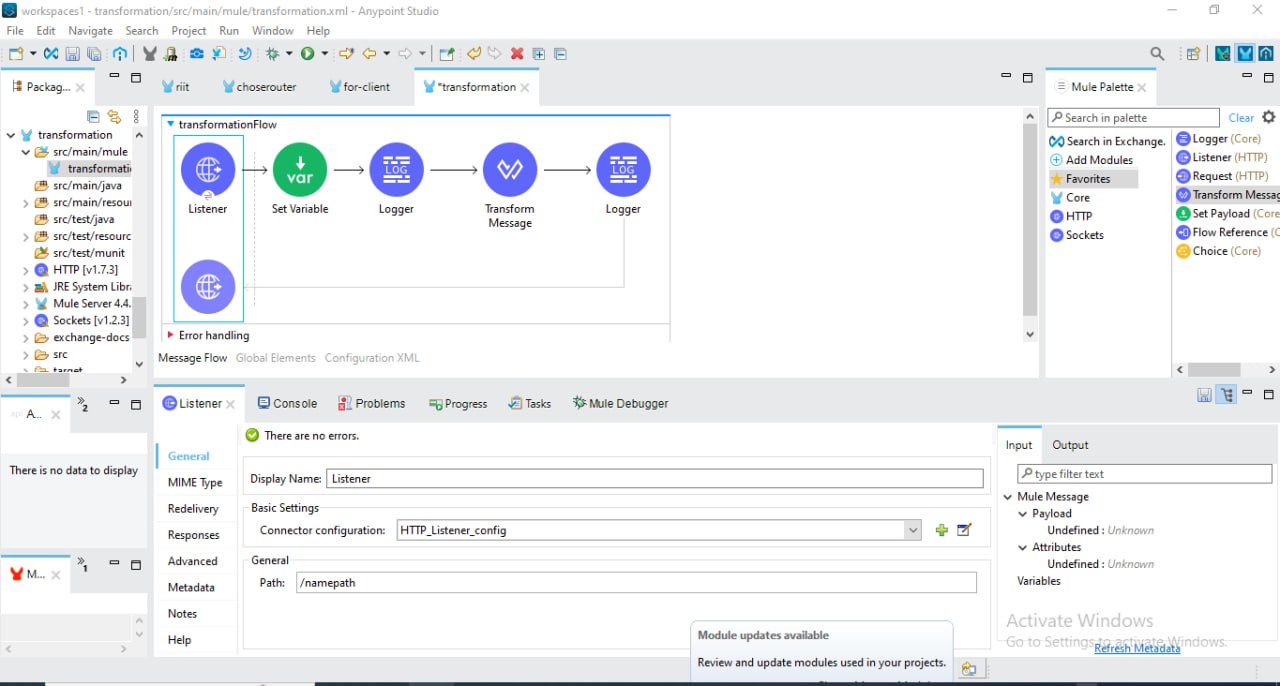 workspaces1 - transformation/src/main/mule/transformation.xml - Anypoint Studio
File Edit Navigate Search Project Run Window Help
Packag...
riit
choserouter
for-client
*transformation
Mule Palette
transformation
src/main/mule
transformati
src/main/java
src/main/resour
src/test/java
src/test/resourc
src/test/munit
HTTP [v1.7.3]
JRE System Libra
Mule Server 4.4.
Sockets [v1.2.3]
exchange-docs
src
target
transformationFlow
var
LOG
LOG
Listener
Set Variable
Logger
Transform
Message
Logger
Error handling
Message Flow Global Elements Configuration XML
Search in palette
Clear
Search in Exchange.
Add Modules
Favorites
Core
HTTP
Sockets
Logger (Core)
Listener (HTTP)
Request (HTTP)
Transform Messag
Set Payload (Core
Flow Reference (C
Choice (Core)
A...
2
There is no data to display
M...
1
Listener
Console
Problems
Progress
Tasks
Mule Debugger
There are no errors.
General
MIME Type
Redelivery
Responses
Advanced
Metadata
Notes
Help
Display Name: Listener
Basic Settings
Connector configuration: HTTP_Listener_config
General
Path: /namepath
Input Output
type filter text
Mule Message
Payload
Undefined : Unknown
Attributes
Undefined : Unknown
Variables
Activate Windows
Go to Settings to activate Windows.
Refresh Metadata
Module updates available
Review and update modules used in your projects.